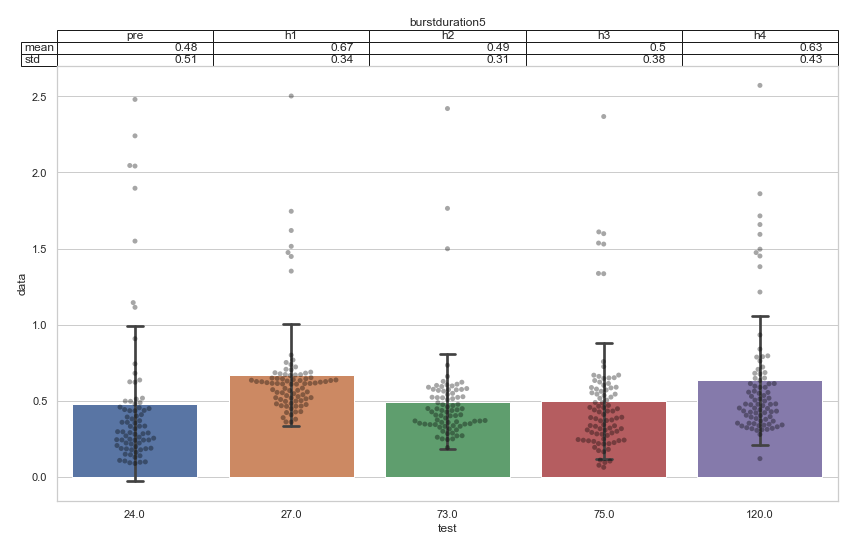 burstduration5
pre h1 h2 h3 h4
mean 0.48 0.67 0.49 0.5 0.63
std 0.51 0.34 0.31 0.38 0.43
2.5
2.0
1.5
1.0
0.5
0.0
data
24.0 27.0 73.0 75.0 120.0
test